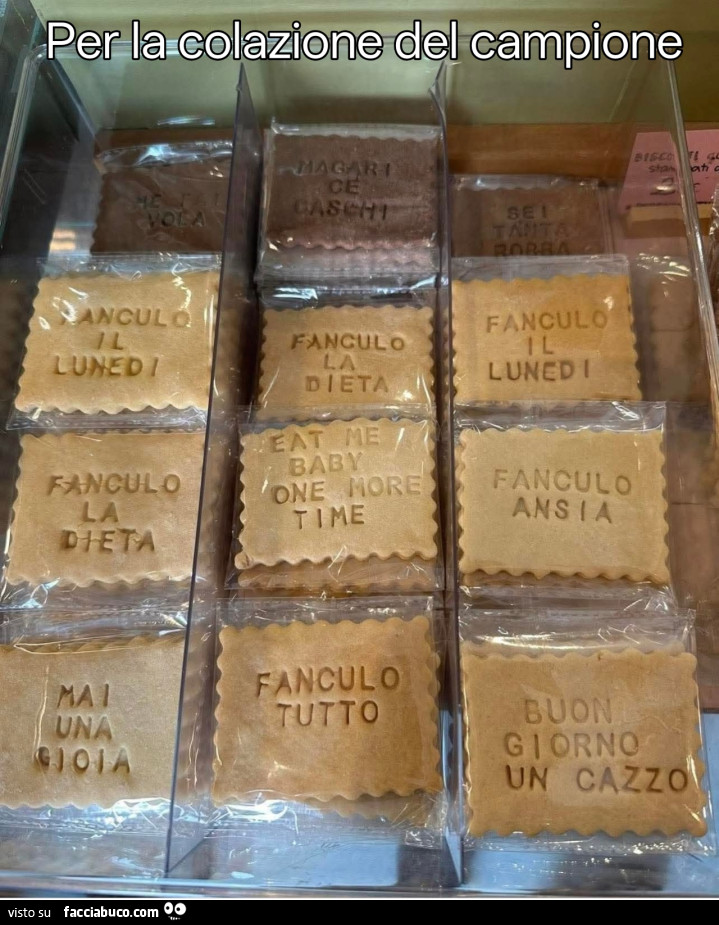 Per la colazione del campione
VOLA
MAGARI
CE
CASCHI
SEI
TANTA
ROBBA
FANCULO
IL
LUNEDI
FANCULO
LA
DIETA
FANCULO
IL
LUNEDI
FANCULO
LA
DIETA
EAT ME
BABY
ONE MORE
TIME
FANCULO
ANSIA
MAI
UNA
GIOIA
FANCULO
TUTTO
BUON
GIORNO
UN CAZZO
visto su facciabuco.com